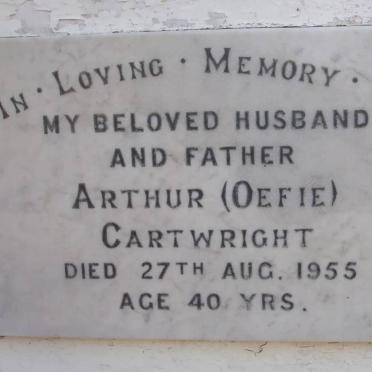 In · Loving · Memory ·
MY BELOVED HUSBAND
AND FATHER
Arthur (Oefie)
Cartwright
DIED 27TH AUG. 1955
AGE 40 YRS.